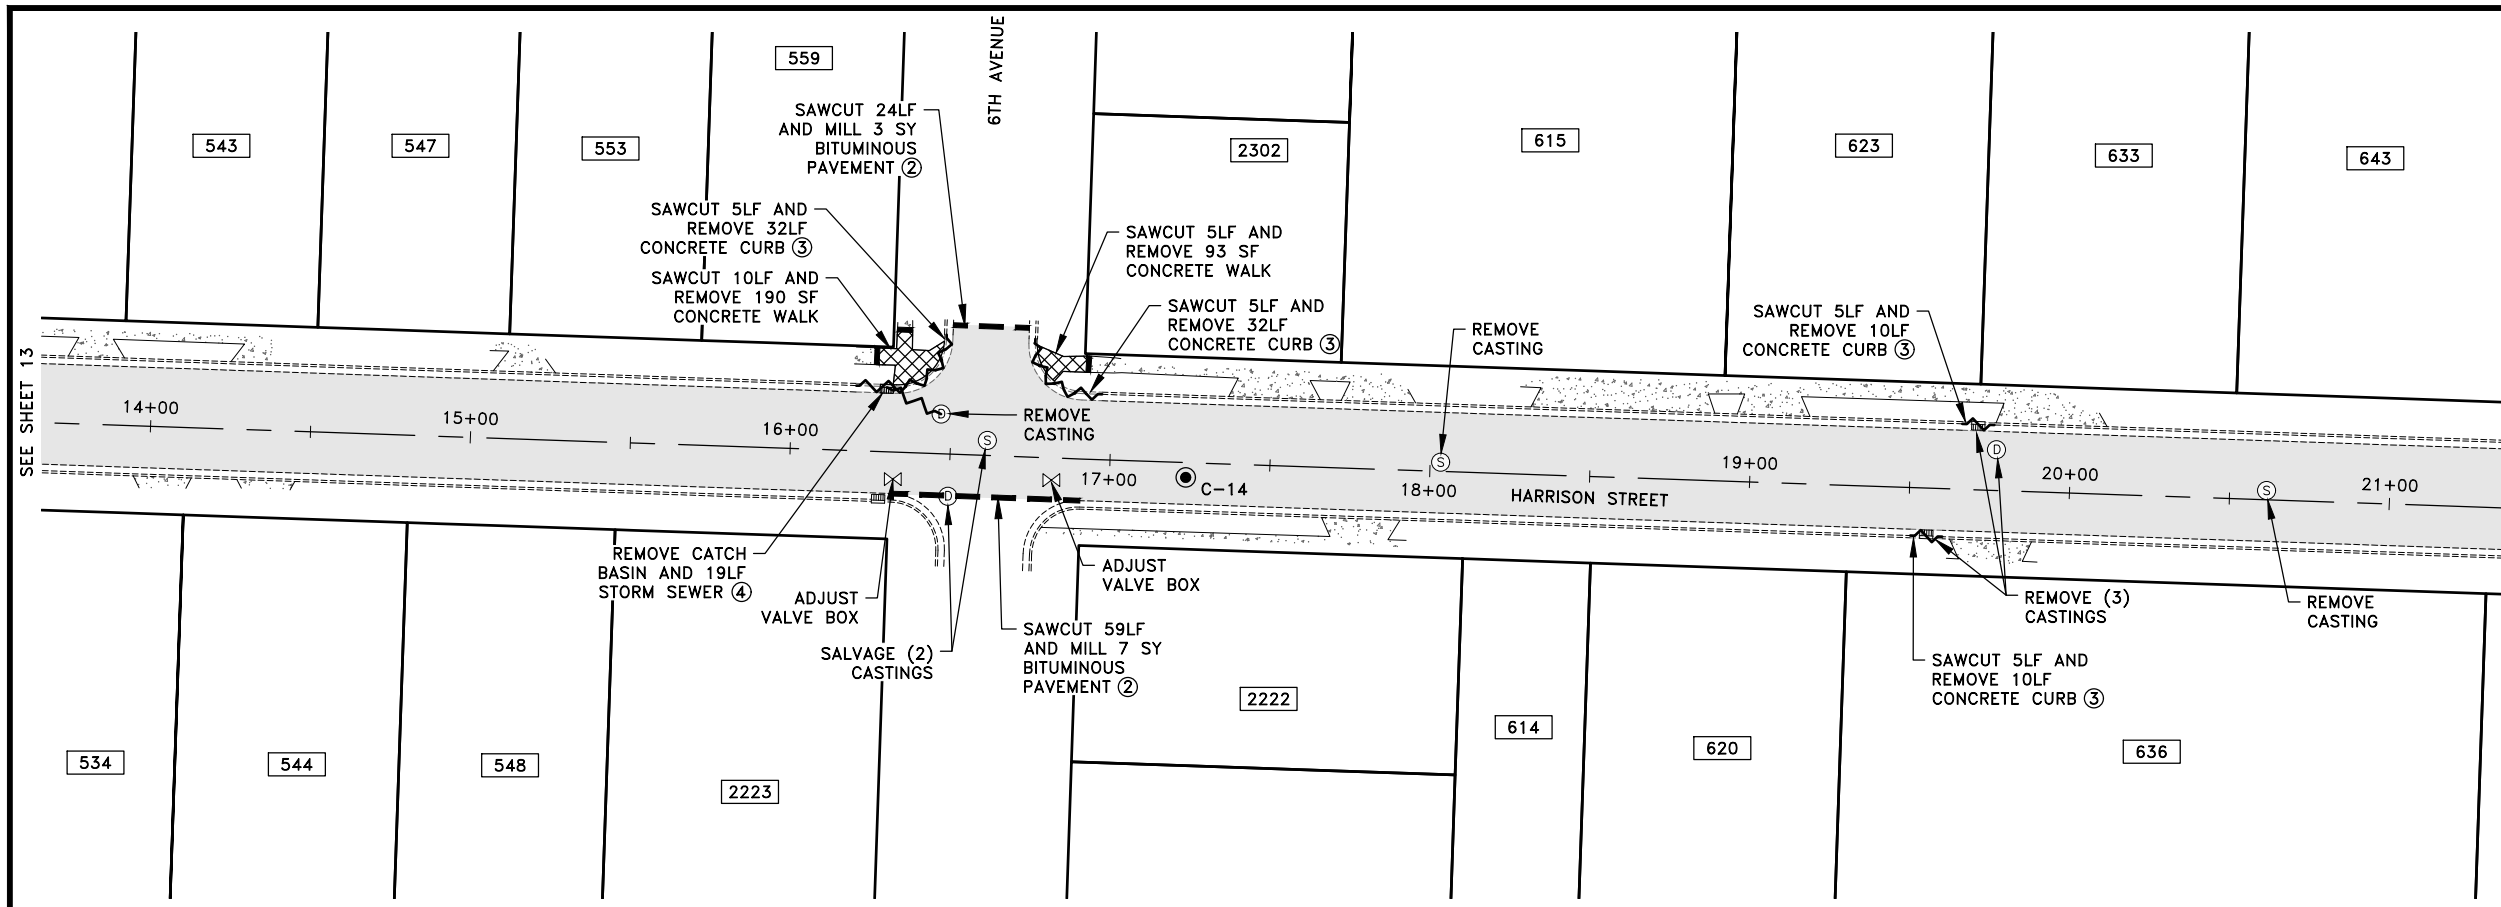 559
6TH AVENUE
SAWCUT 24LF
AND MILL 3 SY
BITUMINOUS
PAVEMENT ②
543
547
553
2302
615
623
633
643
SAWCUT 5LF AND
REMOVE 32LF
CONCRETE CURB ③
SAWCUT 10LF AND
REMOVE 190 SF
CONCRETE WALK
SAWCUT 5LF AND
REMOVE 93 SF
CONCRETE WALK
SAWCUT 5LF AND
REMOVE 32LF
CONCRETE CURB ③
REMOVE
CASTING
SAWCUT 5LF AND
REMOVE 10LF
CONCRETE CURB ③
SEE SHEET 13
14+00
15+00
16+00
D
REMOVE
CASTING
S
17+00
C-14
S
18+00
19+00
HARRISON STREET
D
20+00
S
21+00
D
REMOVE CATCH
BASIN AND 19LF
STORM SEWER ④
ADJUST
VALVE BOX
SALVAGE (2)
CASTINGS
ADJUST
VALVE BOX
SAWCUT 59LF
AND MILL 7 SY
BITUMINOUS
PAVEMENT ②
REMOVE (3)
CASTINGS
REMOVE
CASTING
SAWCUT 5LF AND
REMOVE 10LF
CONCRETE CURB ③
534
544
548
2223
2222
614
620
636